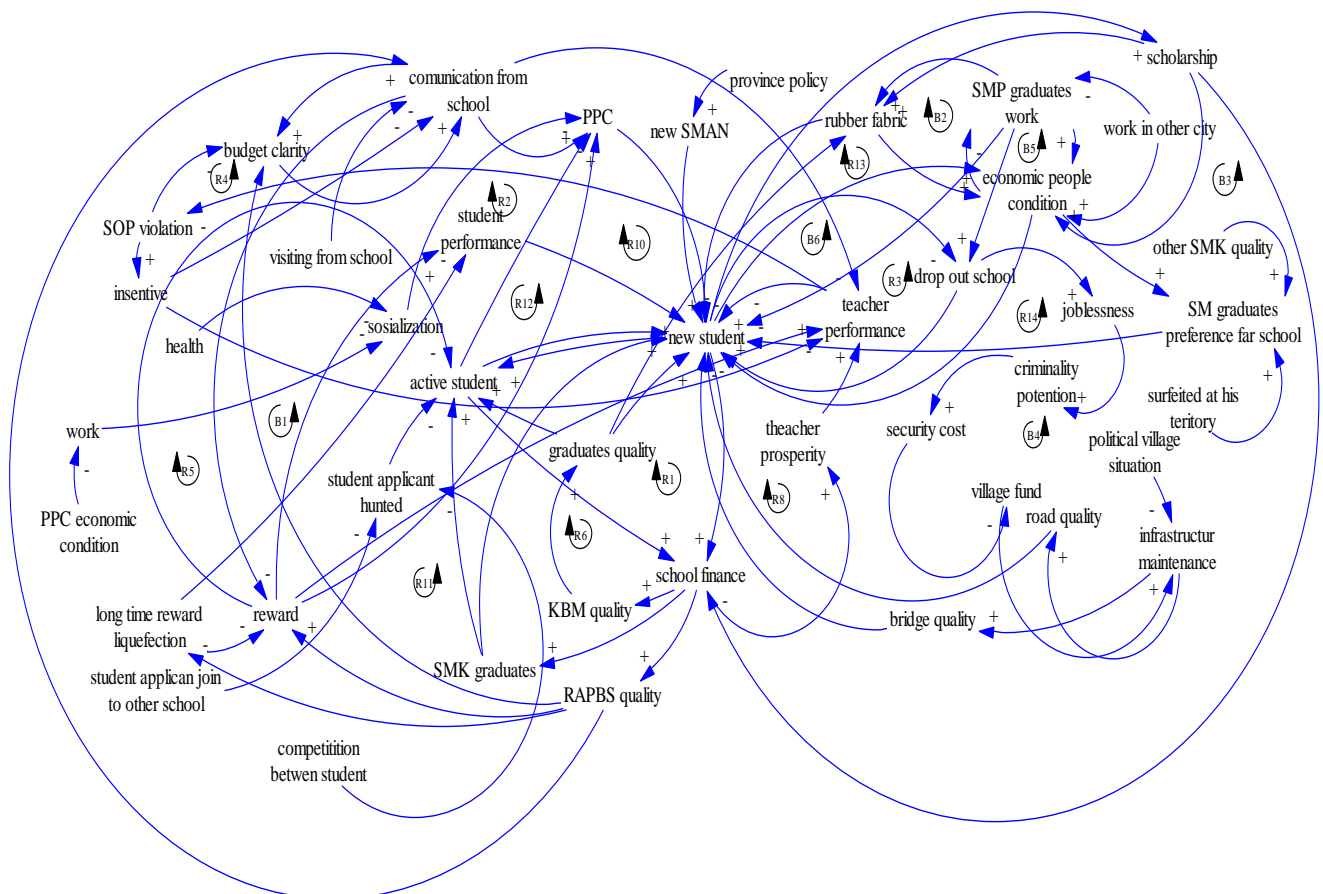 + scholarship
comunication from
school
province policy
SMP graduates
work
PPC
rubber fabric
new SMAN
work in other city
budget clarity
B2
B5
R4
R13
B3
economic people
condition
R2
student
performance
SOP violation
visiting from school
R10
B6
other SMK quality
insentive
R3
drop out school
R12
teacher
performance
R14
joblessness
SM graduates
preference far school
sosialization
health
new student
active student
criminality
potention
surfeited at his
teritory
B1
work
security cost
B4
political village
situation
graduates quality
theacher
prosperity
R5
R1
student applicant
hunted
R8
village fund
road quality
PPC economic
condition
R6
infrastructur
maintenance
R11
school finance
long time reward
liquefection
reward
KBM quality
bridge quality
SMK graduates
student applican join
to other school
RAPBS quality
competitition
betwen student